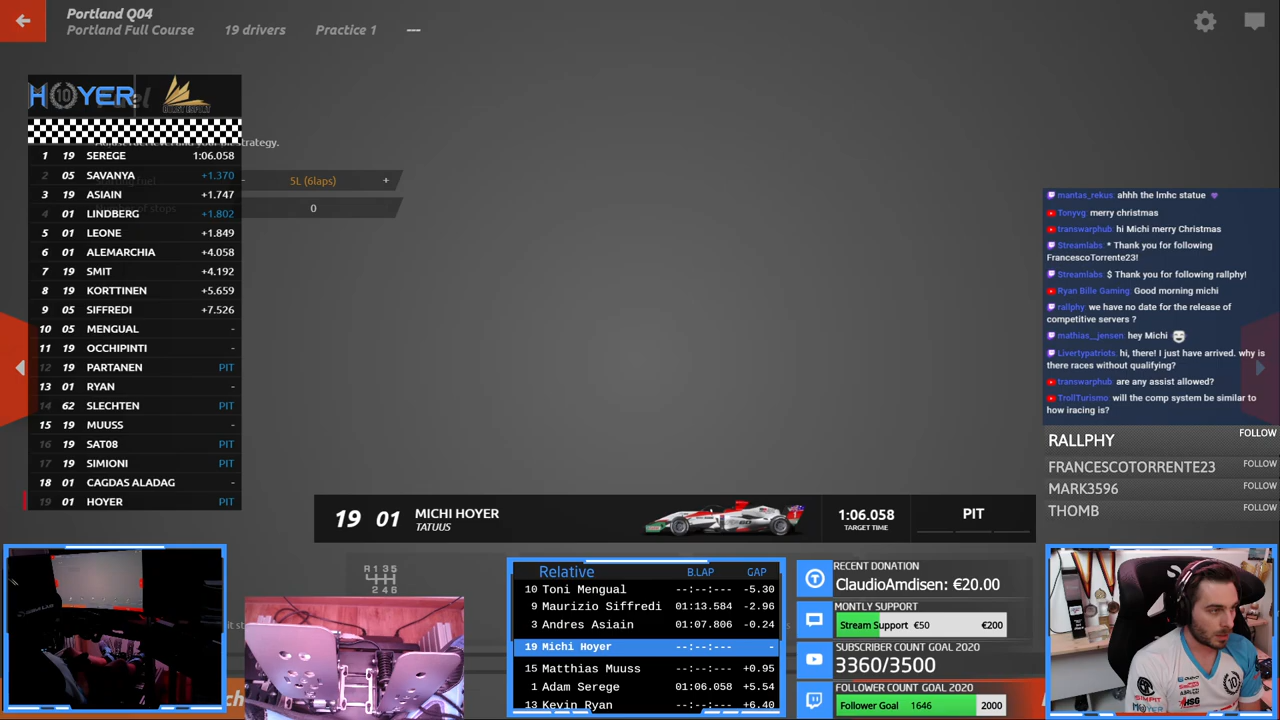 Portland Q04
Portland Full Course 19 drivers Practice 1 ---
HOYER
10
strategy.
5L (6laps) +
0
1 19 SEREGE 1:06.058
2 05 SAVANYA +1.370
3 19 ASIAIN +1.747
4 01 LINDBERG +1.802
5 01 LEONE +1.849
6 01 ALEMARCHIA +4.058
7 19 SMIT +4.192
8 19 KORTTINEN +5.659
9 05 SIFFREDI +7.526
10 05 MENGUAL -
11 19 OCCHIPINTI -
12 19 PARTANEN PIT
13 01 RYAN -
14 62 SLECHTEN PIT
15 19 MUUSS -
16 19 SAT08 PIT
17 19 SIMIONI PIT
18 01 CAGDAS ALADAG -
19 01 HOYER PIT
mantas_rekus: ahhh the lmhc statue
Tonyvg: merry christmas
transwarphub: hi Michi merry Christmas
Streamlabs: * Thank you for following
FrancescoTorrente23!
Streamlabs: $ Thank you for following rallphy!
Ryan Bille Gaming: Good morning michi
rallphy: we have no date for the release of
competitive servers ?
mathias__jensen: hey Michi
Livertypatriots: hi, there! I just have arrived. why is
there races without qualifying?
transwarphub: are any assist allowed?
TrollTurismo: will the comp system be similar to
how iracing is?
RALLPHY FOLLOW
FRANCESCOTORRENTE23 FOLLOW
MARK3596 FOLLOW
THOMB FOLLOW
19 01 MICHI HOYER
TATUUS
1:06.058
TARGET TIME
PIT
R 1 3 5
2 4 6
Relative B.LAP GAP
10 Toni Mengual --:--:--- -5.30
9 Maurizio Siffredi 01:13.584 -2.96
3 Andres Asiain 01:07.806 -0.24
19 Michi Hoyer --:--:--- -
15 Matthias Muuss --:--:--- +0.95
1 Adam Serege 01:06.058 +5.54
13 Kevin Ryan --:--:--- +6.40
RECENT DONATION
ClaudioAmdisen: €20.00
MONTLY SUPPORT
Stream Support €50 €200
SUBSCRIBER COUNT GOAL 2020
3360/3500
FOLLOWER COUNT GOAL 2020
Follower Goal 1646 2000
SIMPIT
HOYER